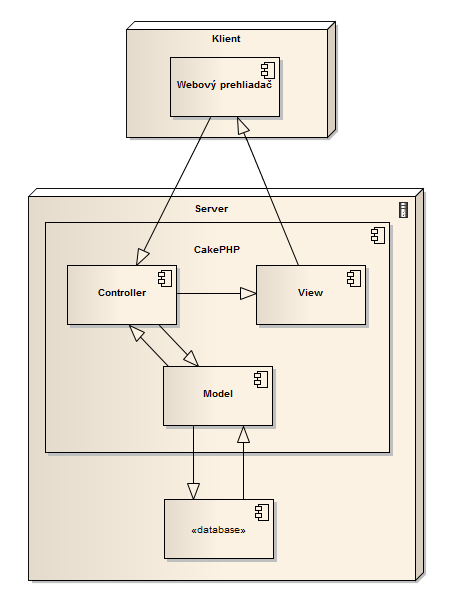 Klient
Webový prehliadač
Server
CakePHP
Controller
View
Model
«database»